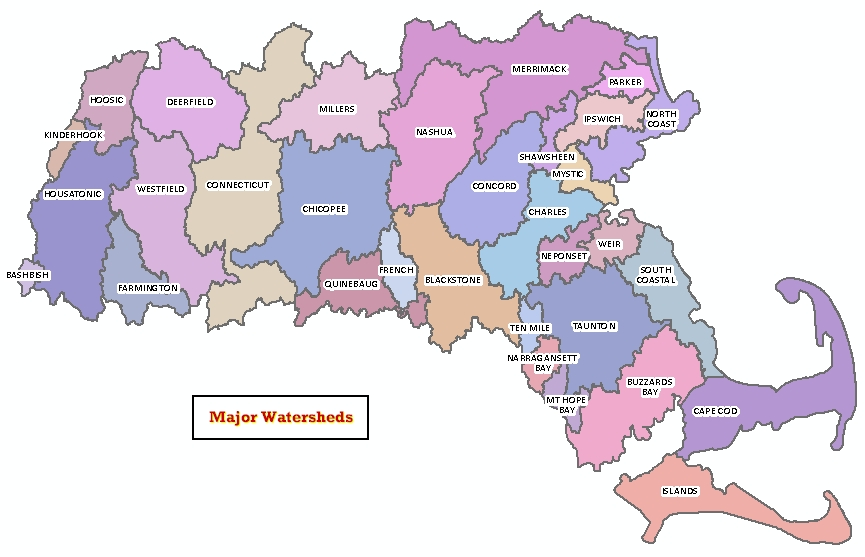 MERRIMACK
PARKER
HOOSIC
DEERFIELD
MILLERS
NORTH
COAST
IPSWICH
KINDERHOOK
NASHUA
SHAWSHEEN
MYSTIC
CONNECTICUT
CONCORD
WESTFIELD
HOUSATONIC
CHICOPEE
CHARLES
WEIR
NEPONSET
BASHBISH
FRENCH
SOUTH
COASTAL
BLACKSTONE
QUINEBAUG
FARMINGTON
TEN MILE
TAUNTON
NARRAGANSETT
BAY
BUZZARDS
BAY
MT HOPE
BAY
CAPE COD
Major Watersheds
ISLANDS